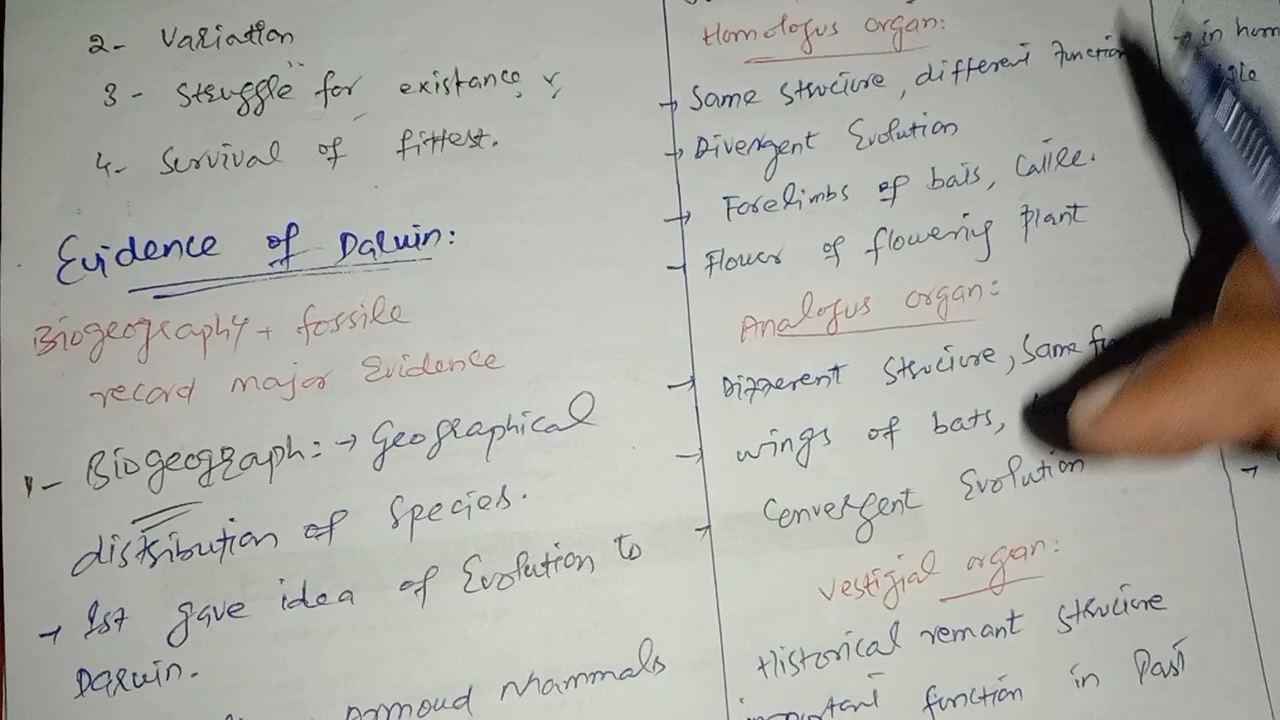 2- Variation
3 - Struggle for existance,
4- Survival of fittest.
Evidence of Darwin:
Biogeography + fossile
record major Evidence
1- Biogeograph: → Geographical
distribution of Species.
→ 1st gave idea of Evolution to
Darwin.
Mammals
Homologus organ:
→ Same structure, different function
→ Divergent Evolution
→ Forelimbs of bats, Cattle.
→ Flower of flowering plant
Analogus organ:
→ Different structure, Same
→ wings of bats,
→ Convergent Evolution
Vestigial organ:
Historical remant structure
function in Past
→ in hum
→